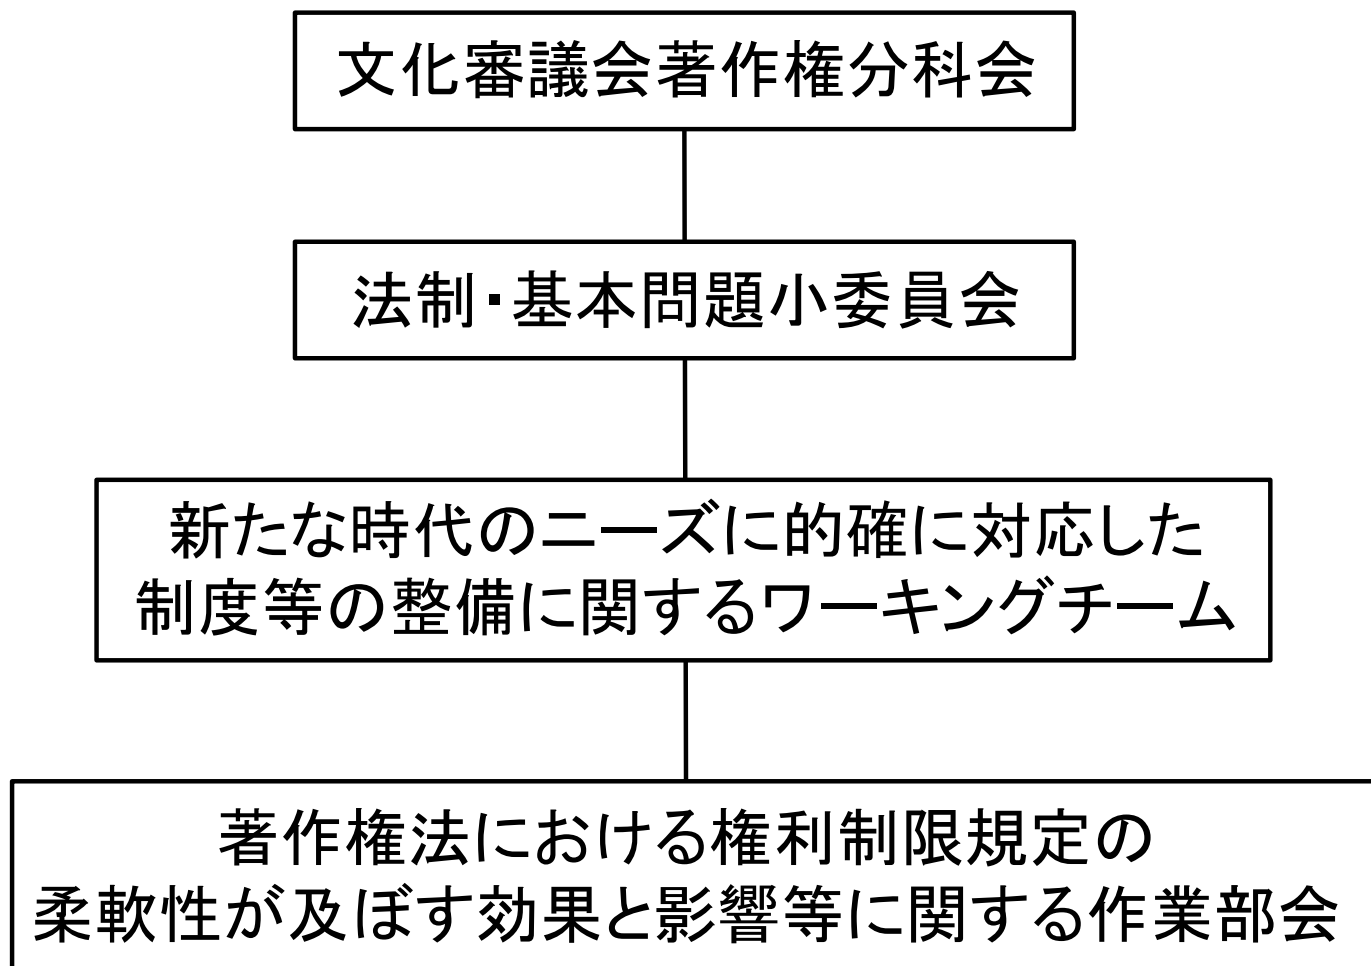 文化審議会著作権分科会
法制・基本問題小委員会
新たな時代のニーズに的確に対応した
制度等の整備に関するワーキングチーム
著作権法における権利制限規定の
柔軟性が及ぼす効果と影響等に関する作業部会